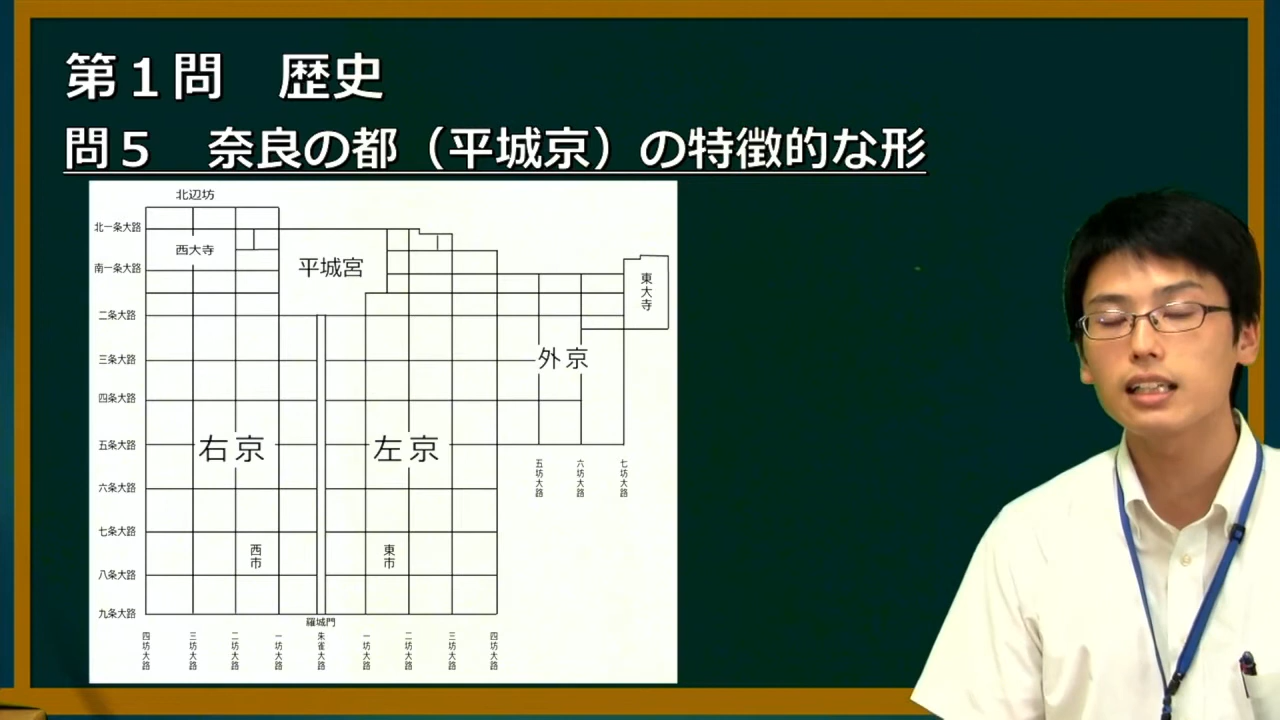 第１問　歴史
問５　奈良の都（平城京）の特徴的な形
北辺坊
北一条大路
西大寺
平城宮
南一条大路
東大寺
二条大路
三条大路
外京
四条大路
五条大路
右京
左京
五坊大路
六坊大路
七坊大路
六条大路
七条大路
西市
東市
八条大路
九条大路
羅城門
四坊大路
三坊大路
二坊大路
一坊大路
朱雀大路
一坊大路
二坊大路
三坊大路
四坊大路